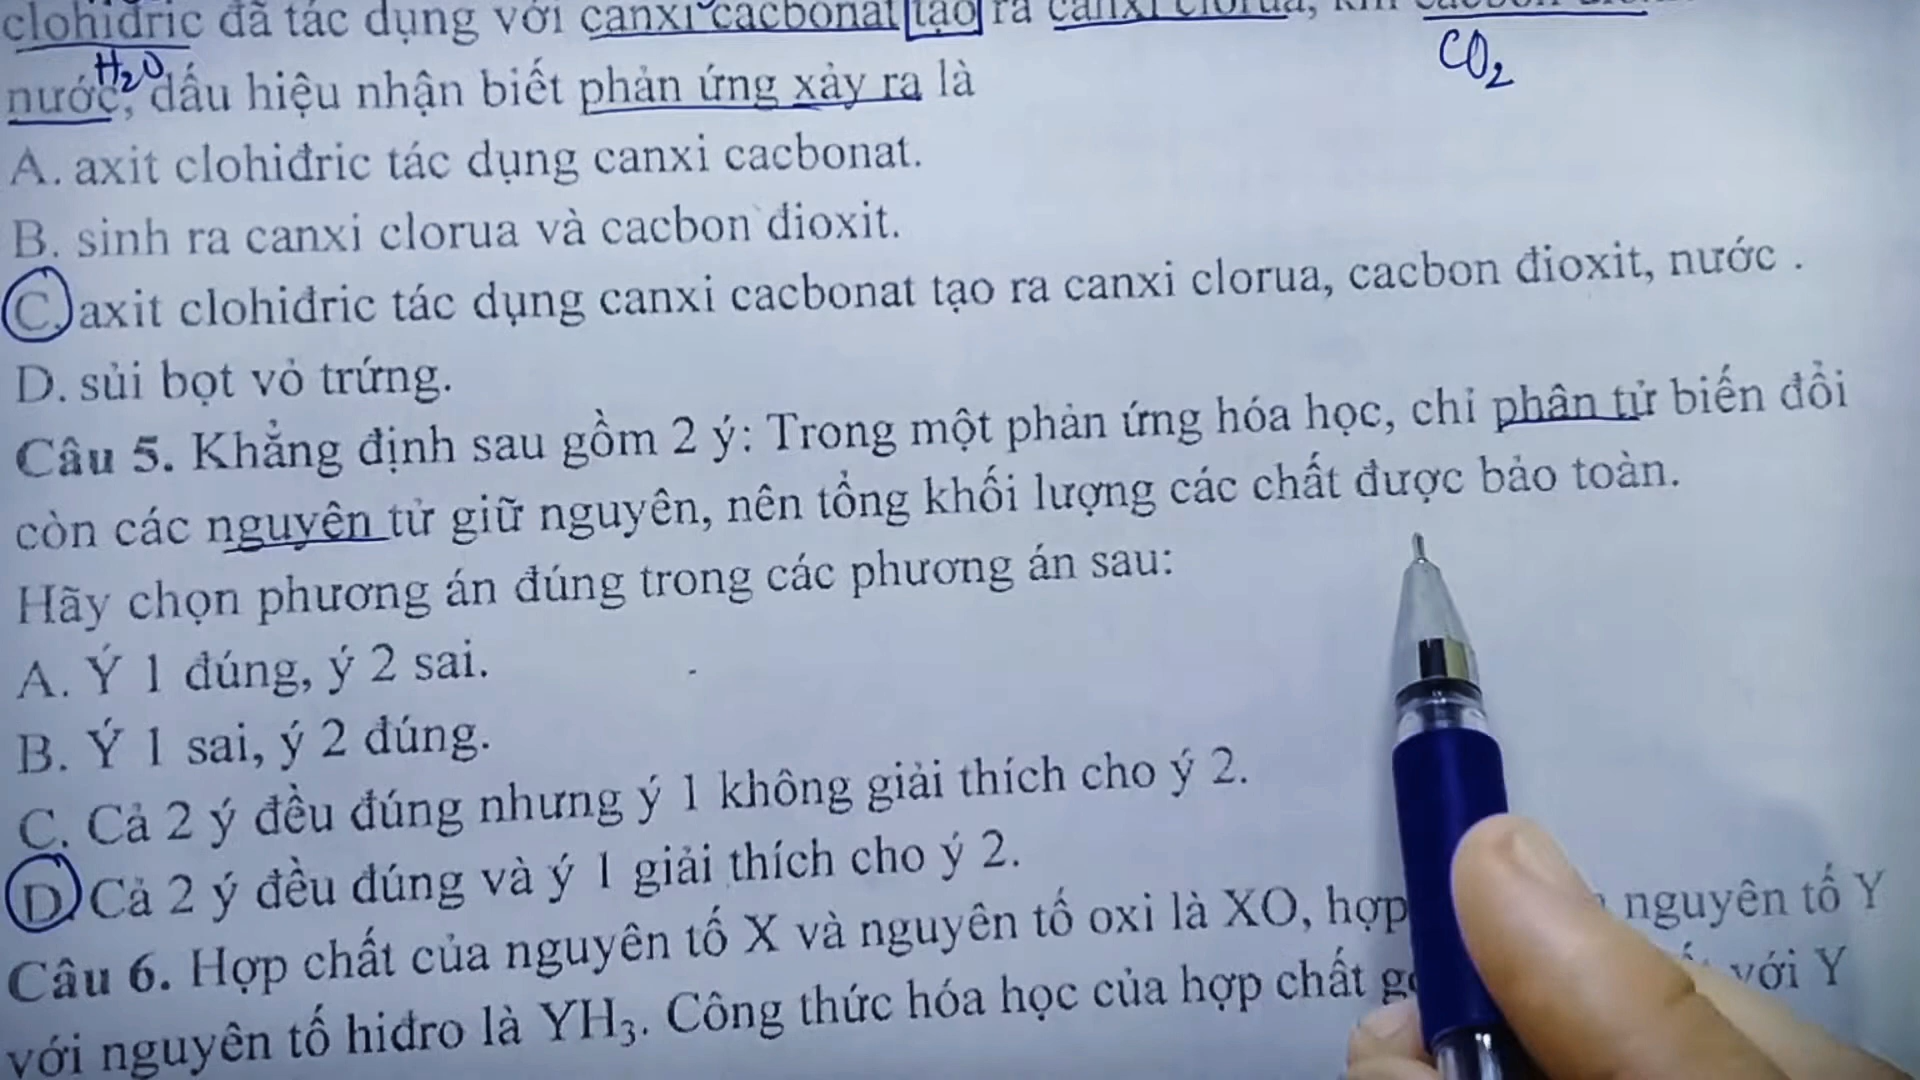 clohiđric đã tác dụng với canxi cacbonat tạo ra canxi clorua,
H₂O CO₂
nước, dấu hiệu nhận biết phản ứng xảy ra là
A. axit clohiđric tác dụng canxi cacbonat.
B. sinh ra canxi clorua và cacbon đioxit.
C. axit clohiđric tác dụng canxi cacbonat tạo ra canxi clorua, cacbon đioxit, nước .
D. sủi bọt vỏ trứng.
Câu 5. Khẳng định sau gồm 2 ý: Trong một phản ứng hóa học, chỉ phân tử biến đổi
còn các nguyên tử giữ nguyên, nên tổng khối lượng các chất được bảo toàn.
Hãy chọn phương án đúng trong các phương án sau:
A. Ý 1 đúng, ý 2 sai.
B. Ý 1 sai, ý 2 đúng.
C. Cả 2 ý đều đúng nhưng ý 1 không giải thích cho ý 2.
D. Cả 2 ý đều đúng và ý 1 giải thích cho ý 2.
Câu 6. Hợp chất của nguyên tố X và nguyên tố oxi là XO, hợp nguyên tố Y
với nguyên tố hiđro là YH₃. Công thức hóa học của hợp chất với Y